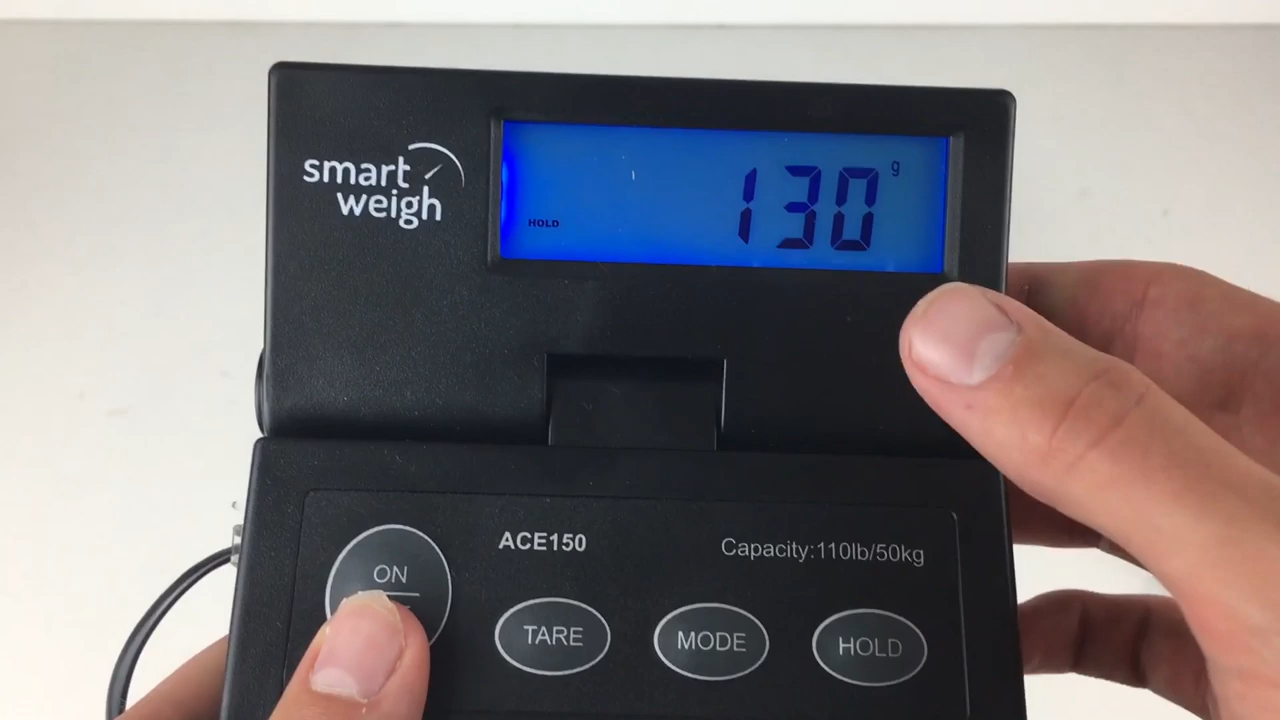 smart
weigh
HOLD
130 g
ACE150
Capacity:110lb/50kg
ON
TARE
MODE
HOLD